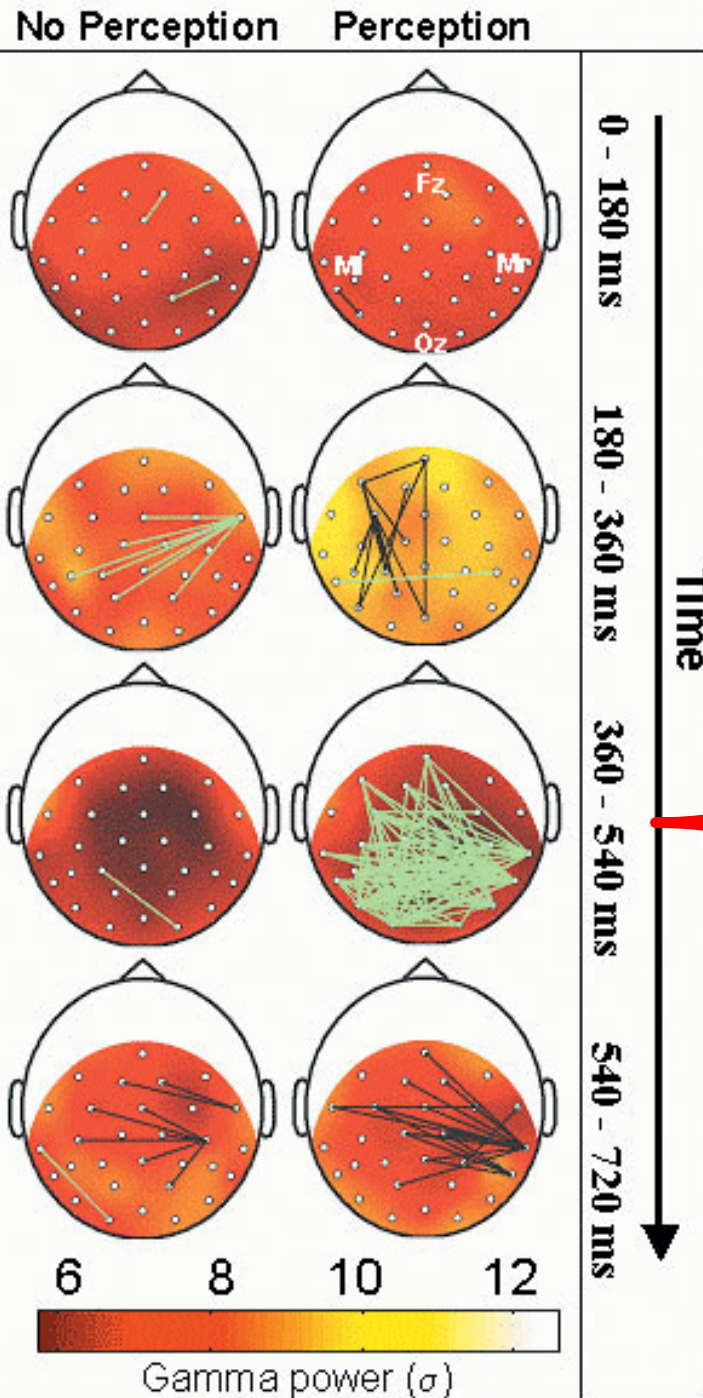 No Perception Perception
0 - 180 ms
Fz
Ml Mr
Oz
180 - 360 ms
Time
360 - 540 ms
540 - 720 ms
6 8 10 12
Gamma power (σ)